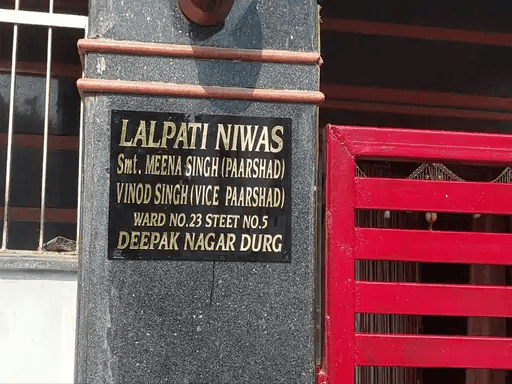 LALPATI NIWAS
Smt. MEENA SINGH (PAARSHAD)
VINOD SINGH (VICE PAARSHAD)
WARD NO.23 STEET NO.5
DEEPAK NAGAR DURG